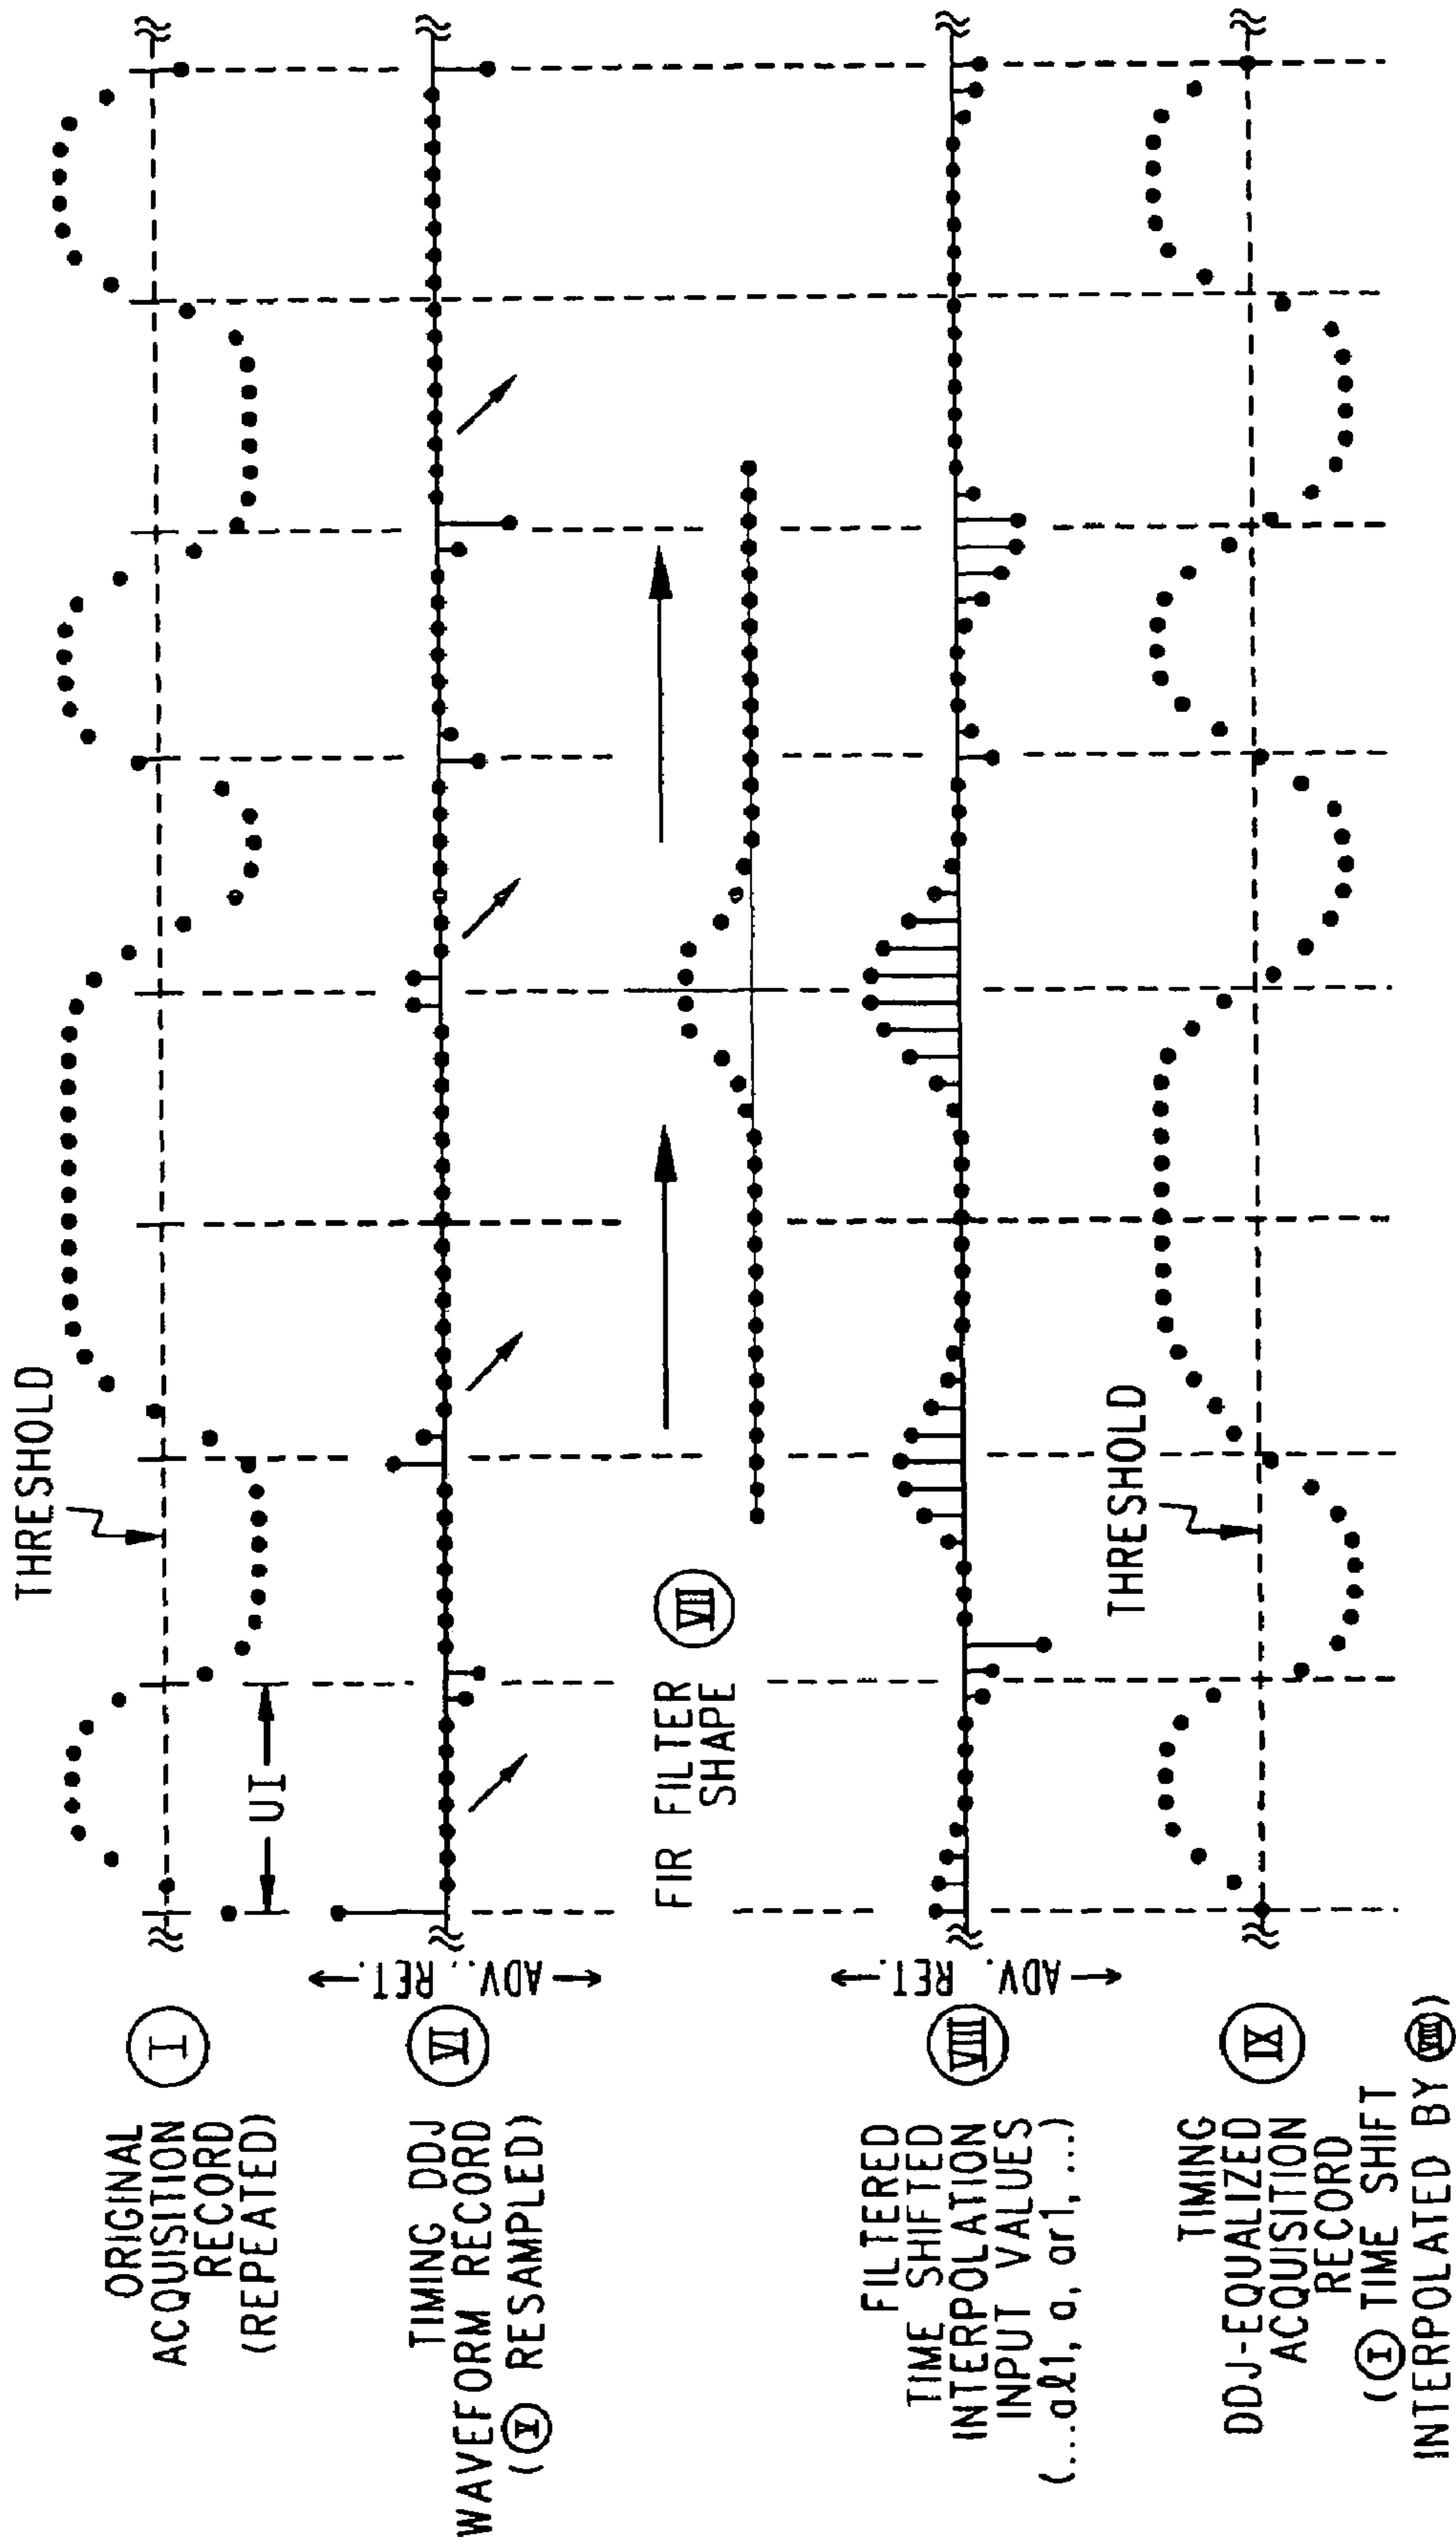 ORIGINAL
ACQUISITION
RECORD
(REPEATED)
I
THRESHOLD
UI
TIMING DDJ
WAVEFORM RECORD
(V RESAMPLED)
VI
←ADV. RET.→
FIR FILTER
SHAPE
VII
FILTERED
TIME SHIFTED
INTERPOLATION
INPUT VALUES
(...aℓ1, a, ar1, ...)
VIII
←ADV. RET.→
THRESHOLD
TIMING
DDJ-EQUALIZED
ACQUISITION
RECORD
(I TIME SHIFT
INTERPOLATED BY VIII)
IX